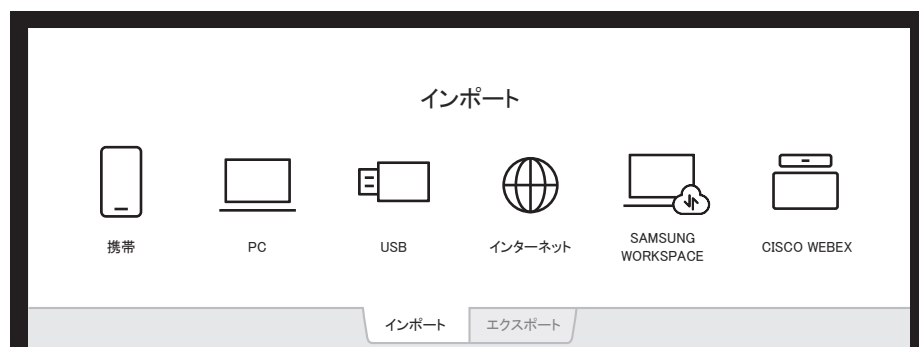 インポート
携帯
PC
USB
インターネット
SAMSUNG
WORKSPACE
CISCO WEBEX
インポート
エクスポート